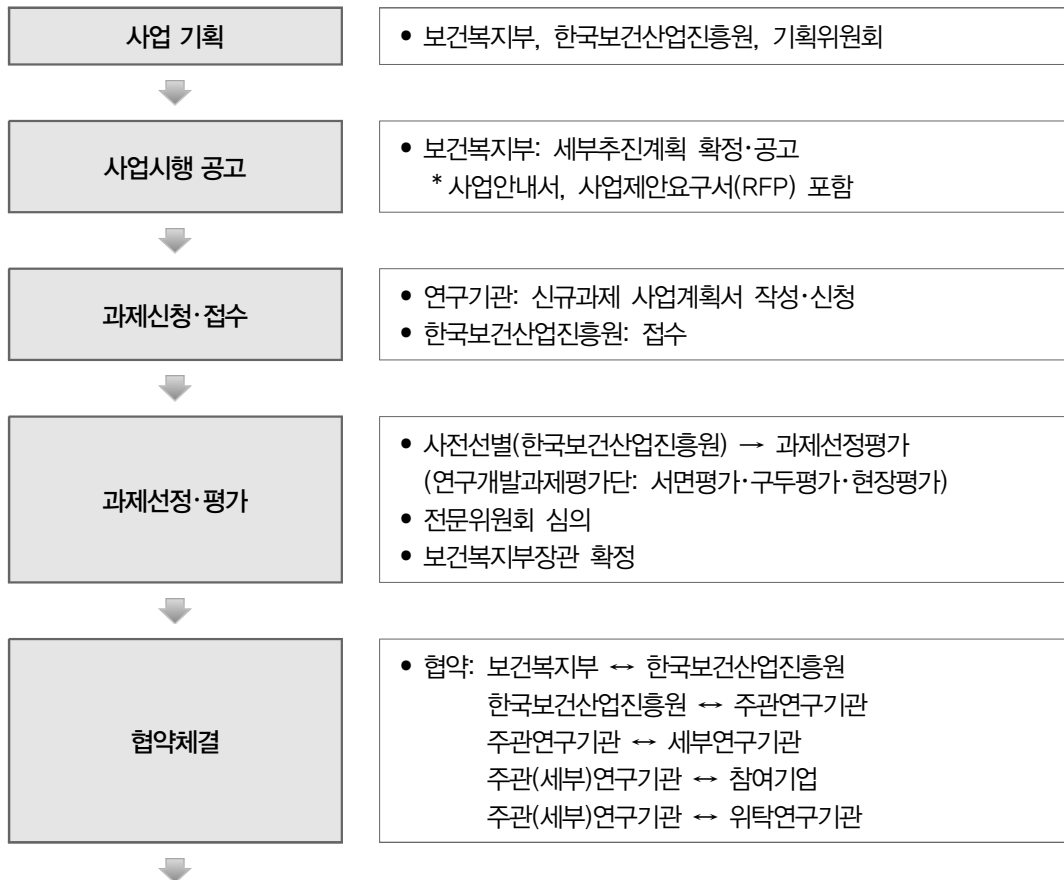 사업 기획
• 보건복지부, 한국보건산업진흥원, 기획위원회
사업시행 공고
• 보건복지부: 세부추진계획 확정·공고
* 사업안내서, 사업제안요구서(RFP) 포함
과제신청·접수
• 연구기관: 신규과제 사업계획서 작성·신청
• 한국보건산업진흥원: 접수
과제선정·평가
• 사전선별(한국보건산업진흥원) → 과제선정평가
(연구개발과제평가단: 서면평가·구두평가·현장평가)
• 전문위원회 심의
• 보건복지부장관 확정
협약체결
• 협약: 보건복지부 ↔ 한국보건산업진흥원
한국보건산업진흥원 ↔ 주관연구기관
주관연구기관 ↔ 세부연구기관
주관(세부)연구기관 ↔ 참여기업
주관(세부)연구기관 ↔ 위탁연구기관